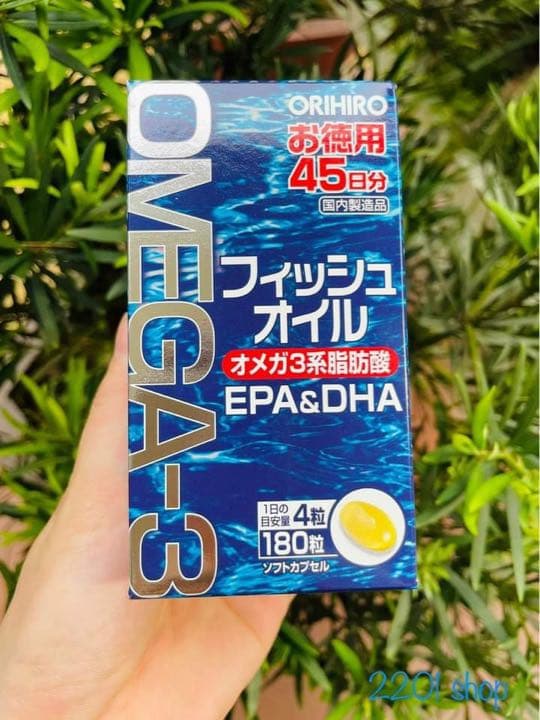 OMEGA-3
ORIHIRO
お徳用
45日分
国内製造品
フィッシュ
オイル
オメガ3系脂肪酸
EPA&DHA
1日の
目安量 4粒
180粒
ソフトカプセル
2201 shop